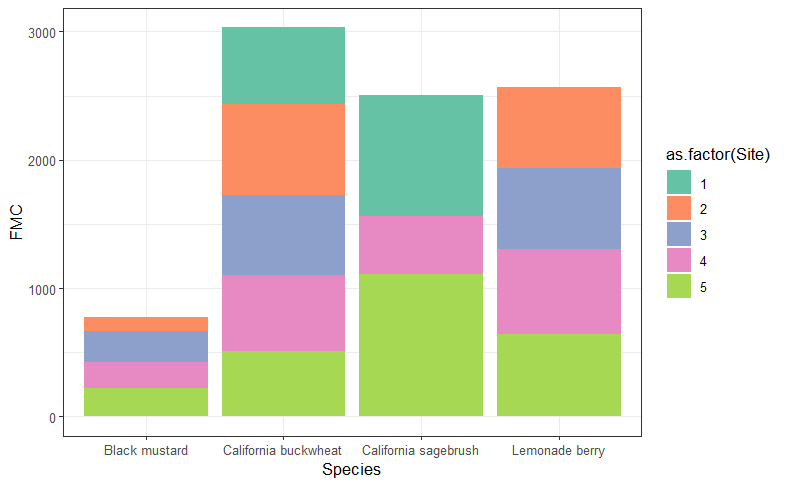 3000
2000
1000
0
FMC
Black mustard California buckwheat California sagebrush Lemonade berry
Species
as.factor(Site)
1
2
3
4
5